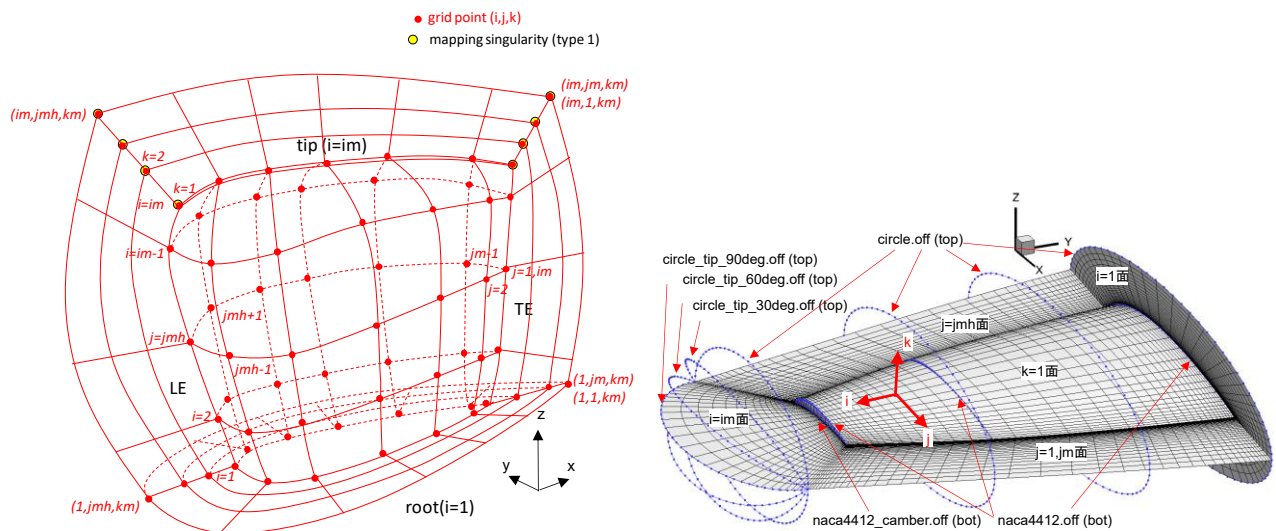 grid point (i,j,k)
mapping singularity (type 1)
(im,jm,km)
(im,1,km)
(im,jmh,km)
tip (i=im)
k=2
k=1
i=im
i=im-1
jm-1
j=1,im
j=2
TE
jmh+1
j=jmh
jmh-1
LE
i=2
(1,jm,km)
(1,1,km)
i=1
(1,jmh,km)
root(i=1)
z
y
x
Z
Y
X
circle.off (top)
circle_tip_90deg.off (top)
circle_tip_60deg.off (top)
circle_tip_30deg.off (top)
i=1面
j=jmh面
k
k=1面
i
j
i=im面
j=1,jm面
naca4412_camber.off (bot)
naca4412.off (bot)